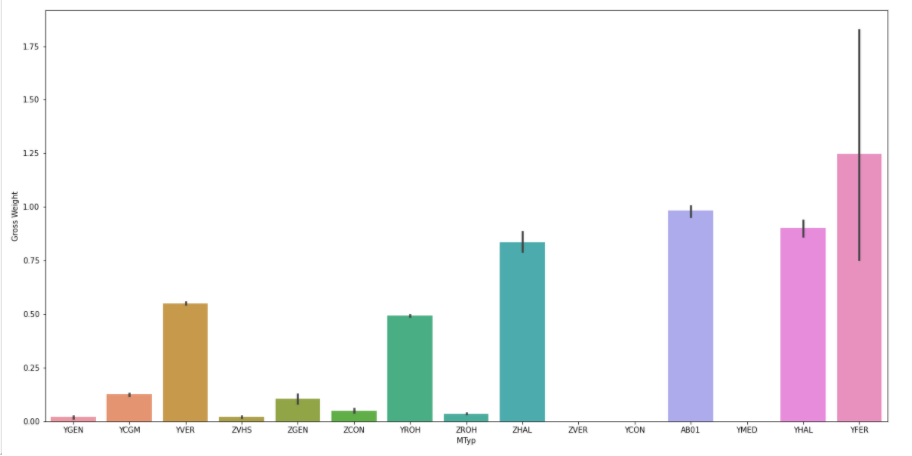 1.75
1.50
1.25
1.00
0.75
0.50
0.25
0.00
Gross Weight
YGEN YCGM YVER ZVHS ZGEN ZCON YROH ZROH ZHAL ZVER YCON AB01 YMED YHAL YFER
MTyp